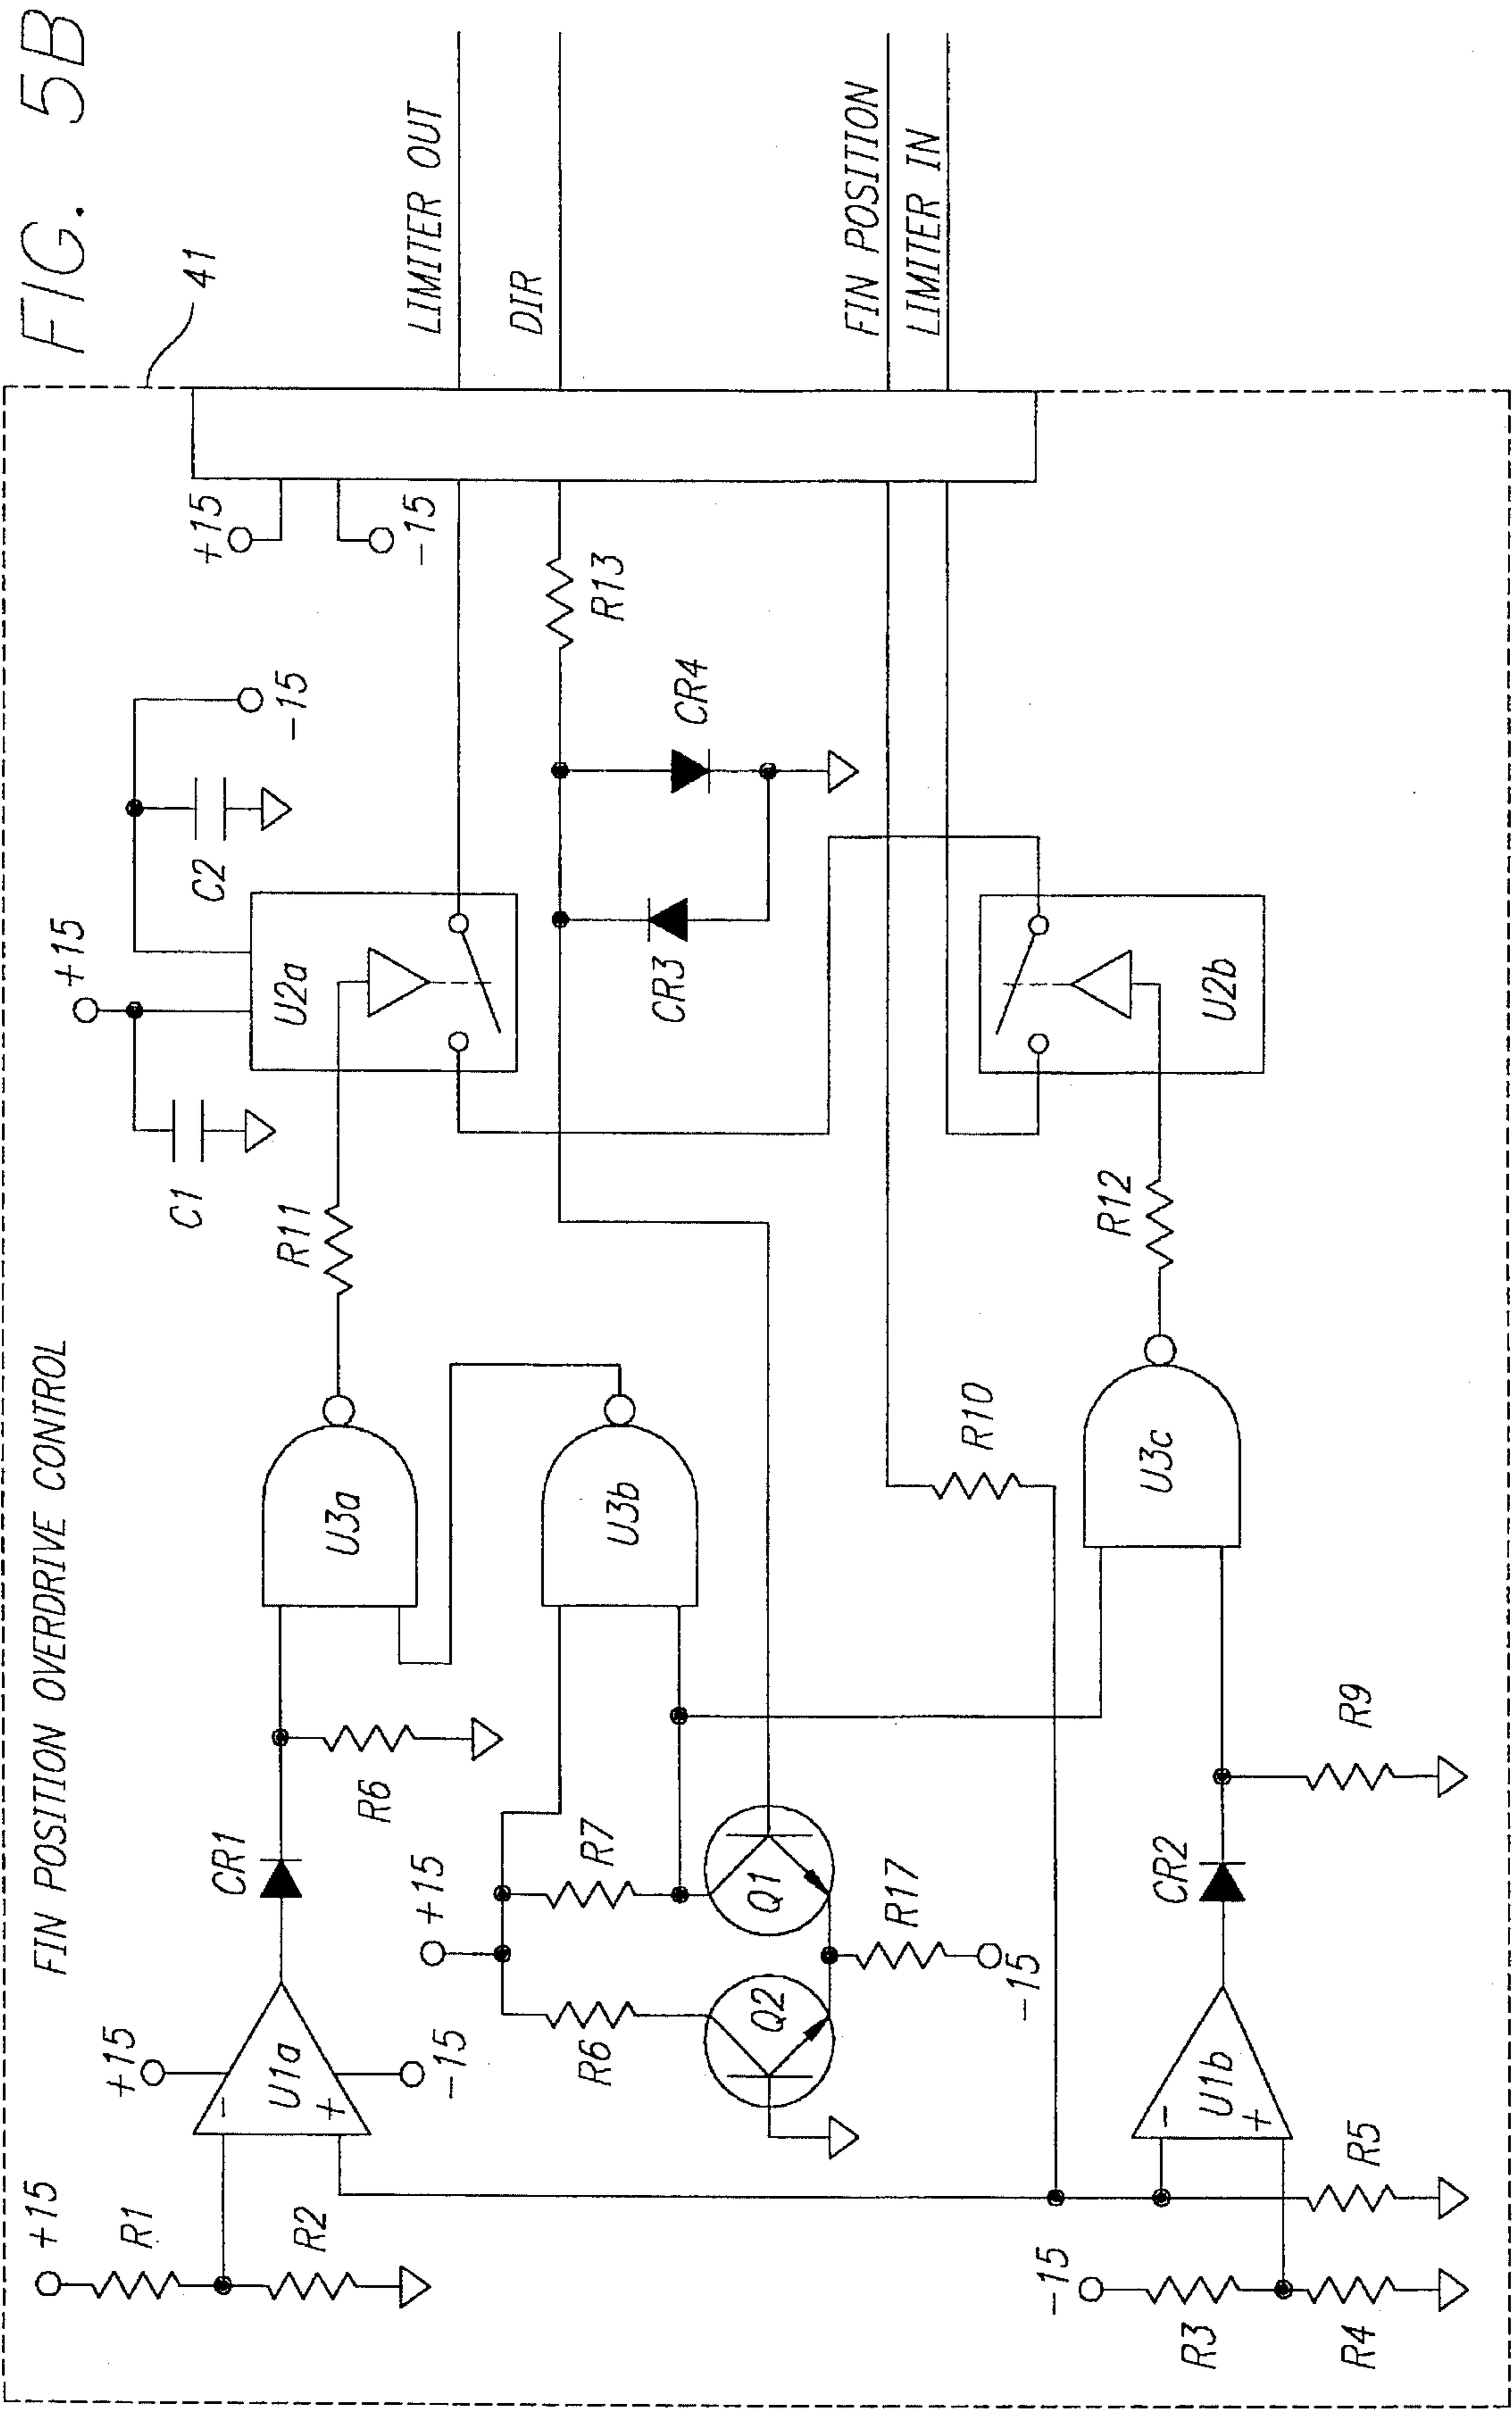 FIG. 5B
41
FIN POSITION OVERDRIVE CONTROL
LIMITER OUT
DIR
FIN POSITION
LIMITER IN
+15
-15
+15
-15
C1
C2
U2a
R11
R13
CR3
CR4
U2b
R12
U3a
U3b
U3c
R10
CR1
R6
+15
R7
R6
Q1
Q2
R17
-15
CR2
R9
+15
-15
U1a
-
+
+15
R1
R2
U1b
-
+
-15
R3
R4
R5